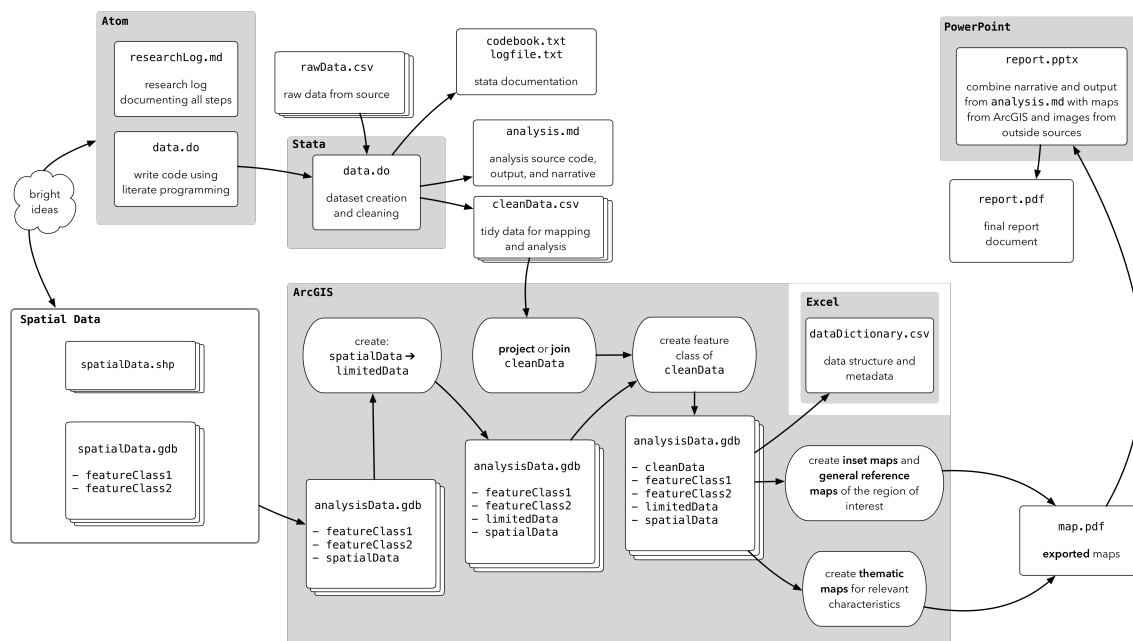 Atom
researchLog.md
research log
documenting all steps
data.do
write code using
literate programming
bright
ideas
rawData.csv
raw data from source
codebook.txt
logfile.txt
stata documentation
Stata
data.do
dataset creation
and cleaning
analysis.md
analysis source code,
output, and narrative
cleanData.csv
tidy data for mapping
and analysis
PowerPoint
report.pptx
combine narrative and output
from analysis.md with maps
from ArcGIS and images from
outside sources
report.pdf
final report
document
Spatial Data
spatialData.shp
spatialData.gdb
– featureClass1
– featureClass2
ArcGIS
create:
spatialData ➔
limitedData
analysisData.gdb
– featureClass1
– featureClass2
– spatialData
project or join
cleanData
analysisData.gdb
– featureClass1
– featureClass2
– limitedData
– spatialData
create feature
class of
cleanData
analysisData.gdb
– cleanData
– featureClass1
– featureClass2
– limitedData
– spatialData
Excel
dataDictionary.csv
data structure and
metadata
create inset maps and
general reference
maps of the region of
interest
create thematic
maps for relevant
characteristics
map.pdf
exported maps